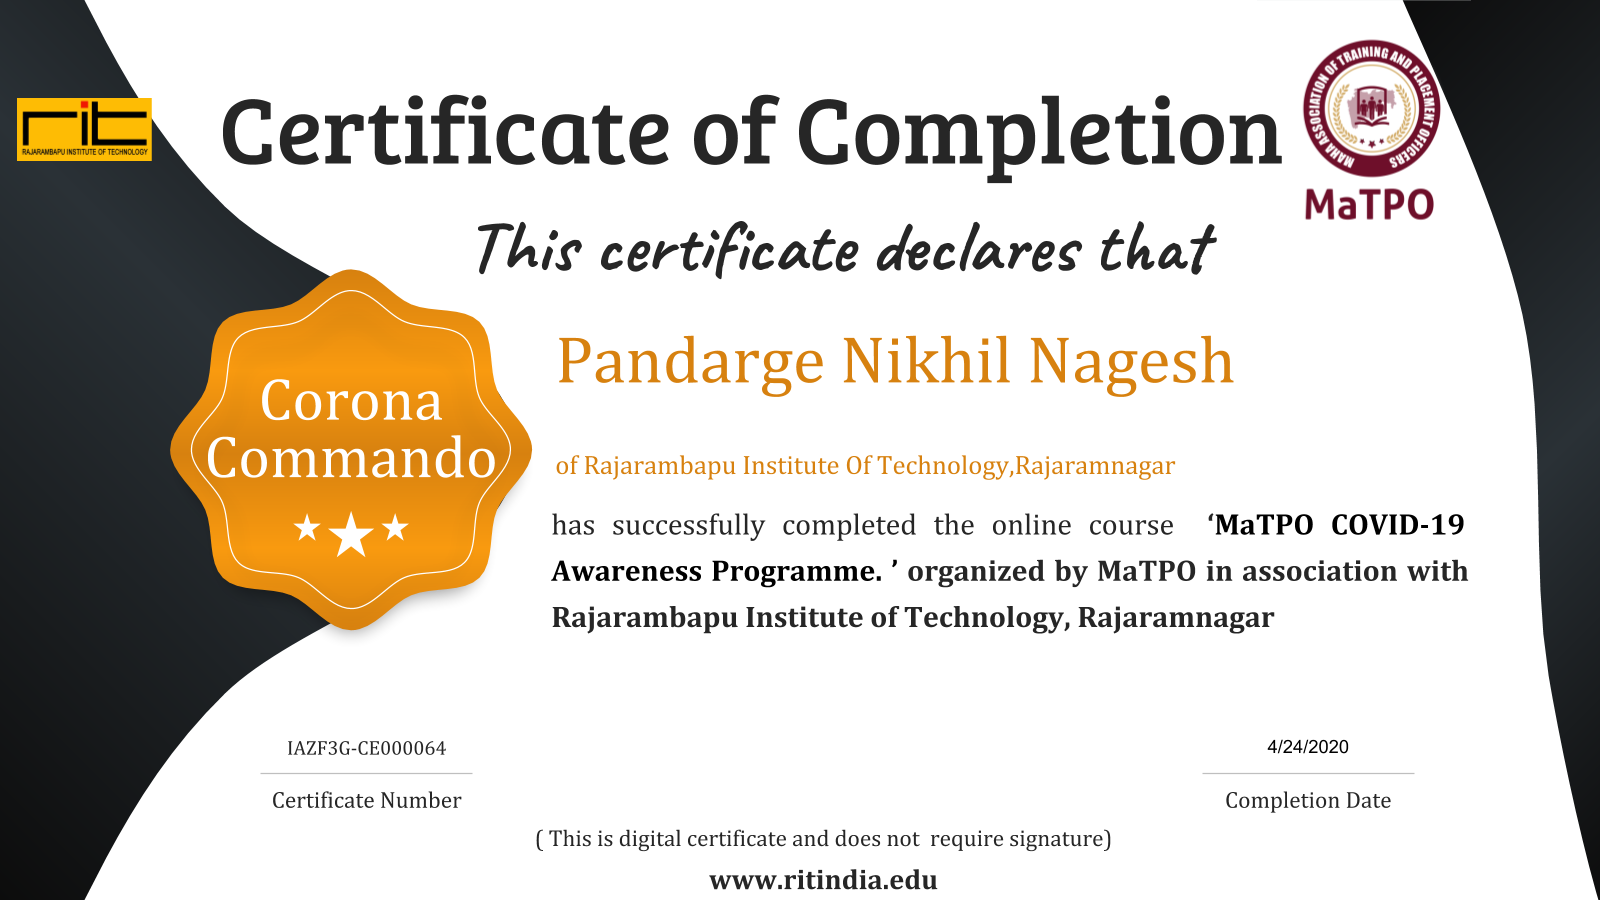 rit
RAJARAMBAPU INSTITUTE OF TECHNOLOGY
Certificate of Completion
MAHA ASSOCIATION OF TRAINING AND PLACEMENT OFFICERS
MaTPO
This certificate declares that
Corona
Commando
Pandarge Nikhil Nagesh
of Rajarambapu Institute Of Technology,Rajaramnagar
has successfully completed the online course ‘MaTPO COVID-19
Awareness Programme. ’ organized by MaTPO in association with
Rajarambapu Institute of Technology, Rajaramnagar
IAZF3G-CE000064
Certificate Number
4/24/2020
Completion Date
( This is digital certificate and does not require signature)
www.ritindia.edu